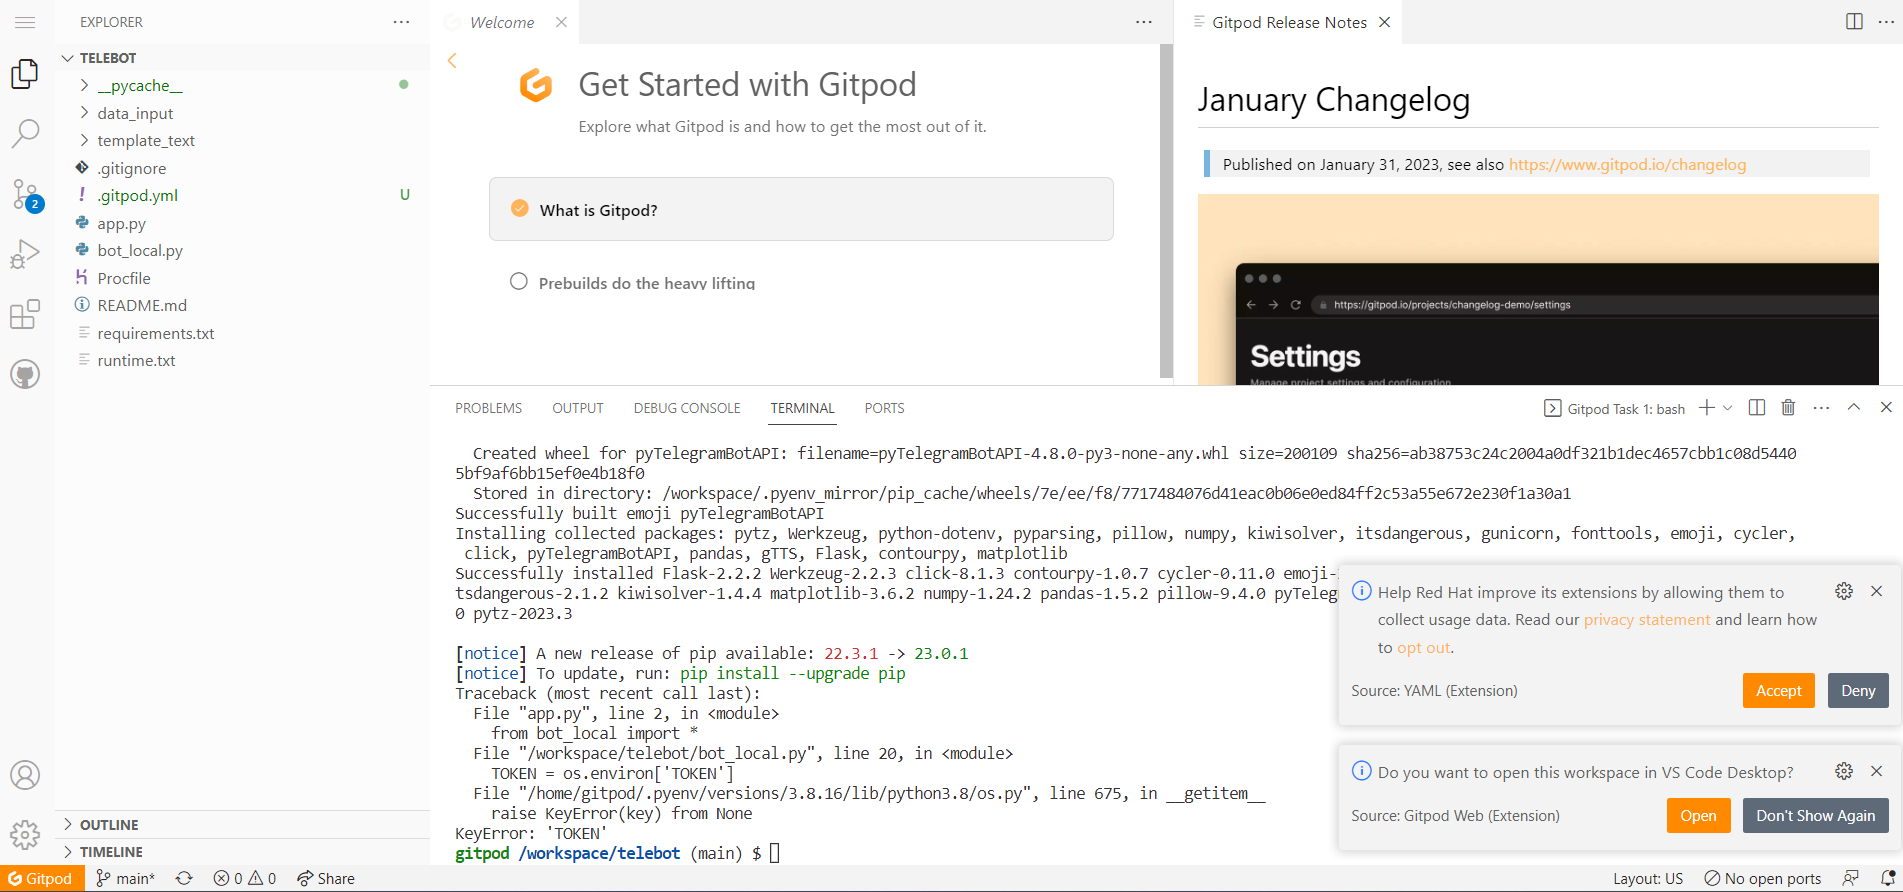 EXPLORER
TELEBOT
__pycache__
data_input
template_text
.gitignore
.gitpod.yml U
app.py
bot_local.py
Procfile
README.md
requirements.txt
runtime.txt
OUTLINE
TIMELINE
2
Welcome
Get Started with Gitpod
Explore what Gitpod is and how to get the most out of it.
What is Gitpod?
Prebuilds do the heavy lifting
Gitpod Release Notes
January Changelog
Published on January 31, 2023, see also https://www.gitpod.io/changelog
https://gitpod.io/projects/changelog-demo/settings
Settings
Manage project settings and configuration
PROBLEMS OUTPUT DEBUG CONSOLE TERMINAL PORTS
Gitpod Task 1: bash
Created wheel for pyTelegramBotAPI: filename=pyTelegramBotAPI-4.8.0-py3-none-any.whl size=200109 sha256=ab38753c24c2004a0df321b1dec4657cbb1c08d5440
5bf9af6bb15ef0e4b18f0
Stored in directory: /workspace/.pyenv_mirror/pip_cache/wheels/7e/ee/f8/7717484076d41eac0b06e0ed84ff2c53a55e672e230f1a30a1
Successfully built emoji pyTelegramBotAPI
Installing collected packages: pytz, Werkzeug, python-dotenv, pyparsing, pillow, numpy, kiwisolver, itsdangerous, gunicorn, fonttools, emoji, cycler,
click, pyTelegramBotAPI, pandas, gTTS, Flask, contourpy, matplotlib
Successfully installed Flask-2.2.2 Werkzeug-2.2.3 click-8.1.3 contourpy-1.0.7 cycler-0.11.0 emoji-
tsdangerous-2.1.2 kiwisolver-1.4.4 matplotlib-3.6.2 numpy-1.24.2 pandas-1.5.2 pillow-9.4.0 pyTeleg
0 pytz-2023.3
[notice] A new release of pip available: 22.3.1 -> 23.0.1
[notice] To update, run: pip install --upgrade pip
Traceback (most recent call last):
File "app.py", line 2, in <module>
from bot_local import *
File "/workspace/telebot/bot_local.py", line 20, in <module>
TOKEN = os.environ['TOKEN']
File "/home/gitpod/.pyenv/versions/3.8.16/lib/python3.8/os.py", line 675, in __getitem__
raise KeyError(key) from None
KeyError: 'TOKEN'
gitpod /workspace/telebot (main) $
Help Red Hat improve its extensions by allowing them to
collect usage data. Read our privacy statement and learn how
to opt out.
Source: YAML (Extension)
Accept Deny
Do you want to open this workspace in VS Code Desktop?
Source: Gitpod Web (Extension)
Open Don't Show Again
Gitpod main* 0 0 Share
Layout: US No open ports